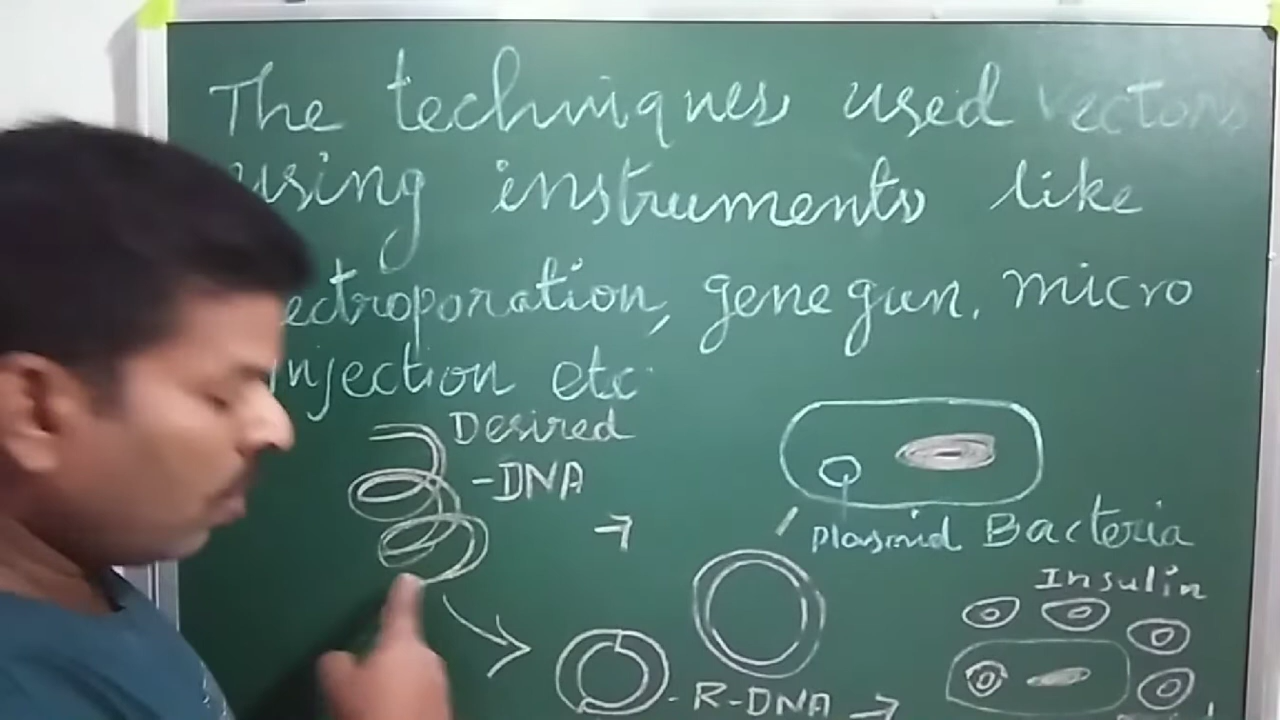 The techniques used vectors
using instruments like
ectroporation, gene gun, micro
injection etc
Desired
-DNA
Plasmid Bacteria
Insulin
- R-DNA